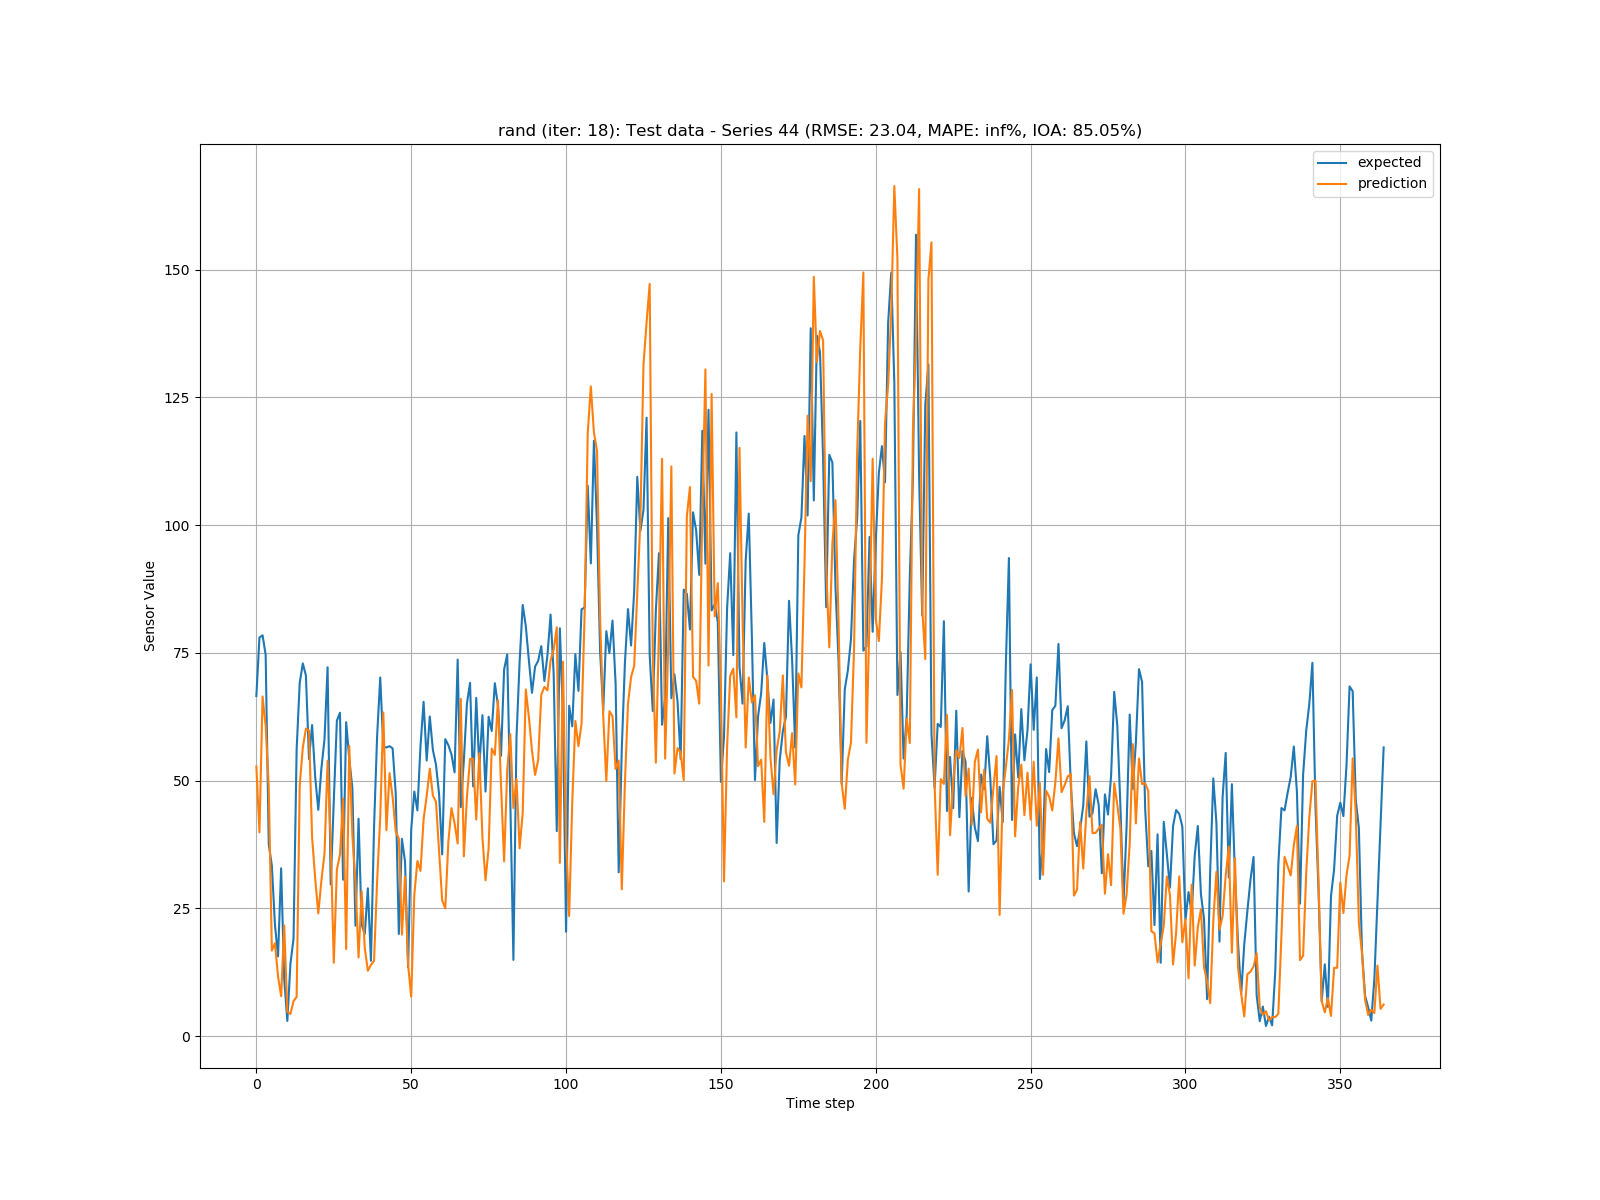 rand (iter: 18): Test data - Series 44 (RMSE: 23.04, MAPE: inf%, IOA: 85.05%)
expected
prediction
150
125
100
75
50
25
0
Sensor Value
0 50 100 150 200 250 300 350
Time step